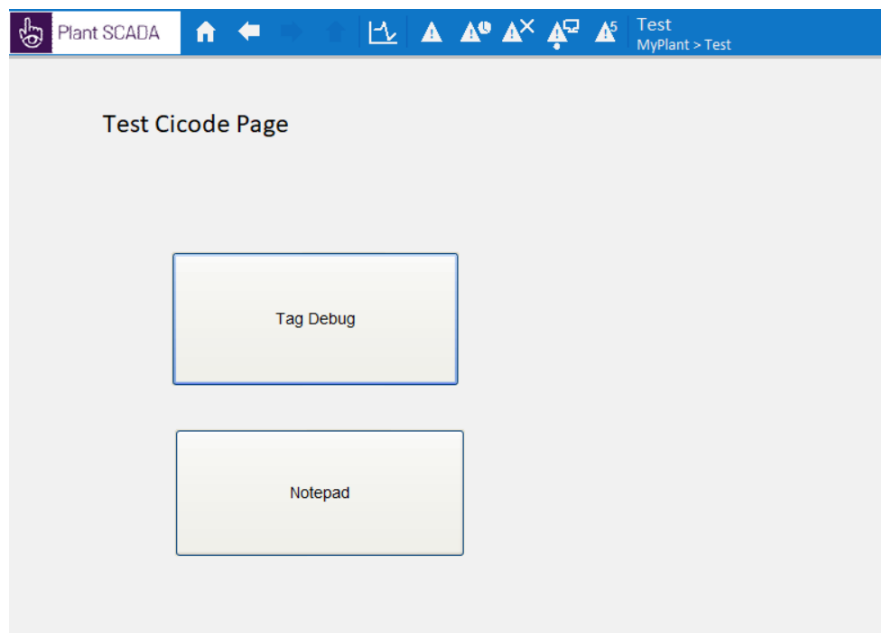 Plant SCADA
5
Test
MyPlant > Test
Test Cicode Page
Tag Debug
Notepad